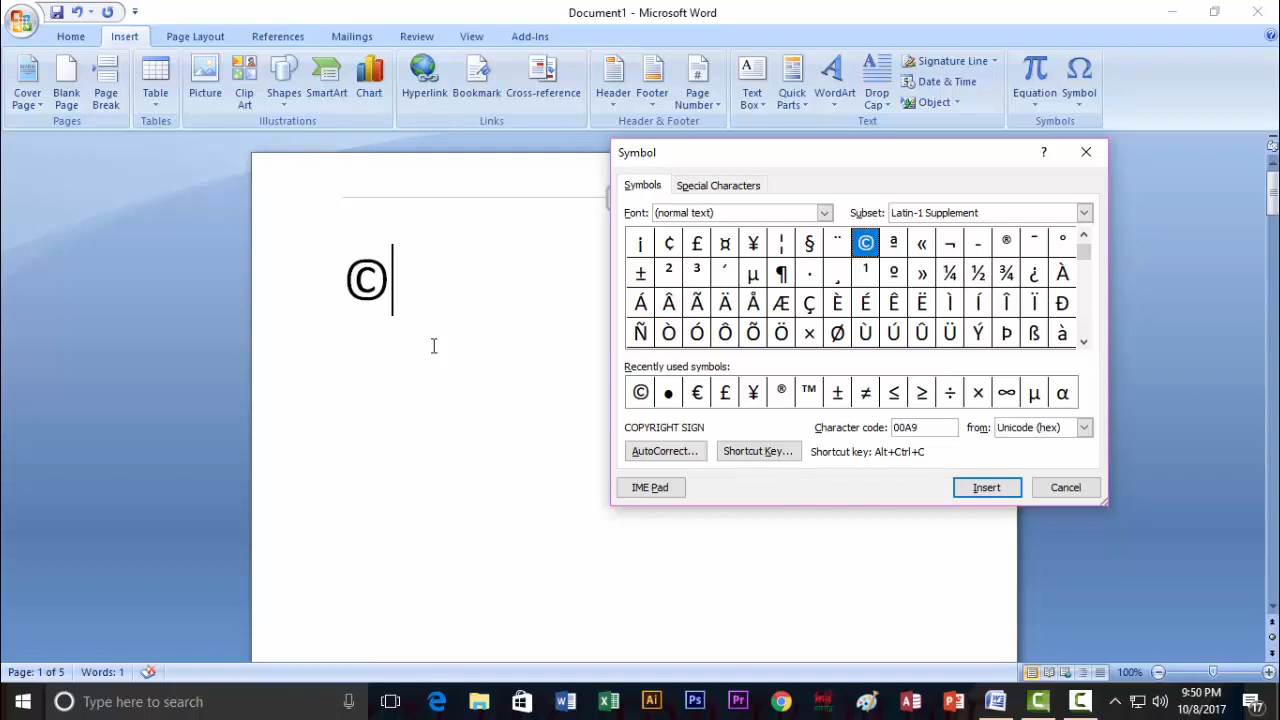 Document1 - Microsoft Word
Home Insert Page Layout References Mailings Review View Add-Ins
Cover Page Blank Page Page Break Table Picture Clip Art Shapes SmartArt Chart Hyperlink Bookmark Cross-reference Header Footer Page Number Text Box Quick Parts WordArt Drop Cap Signature Line Date & Time Object Equation Symbol
Pages Tables Illustrations Links Header & Footer Text Symbols
©
Symbol ?
Symbols Special Characters
Font: (normal text) Subset: Latin-1 Supplement
¡ ¢ £ ¤ ¥ ¦ § ¨ © ª « ¬ - ® ¯ °
± ² ³ ´ µ ¶ · ¸ ¹ º » ¼ ½ ¾ ¿ À
Á Â Ã Ä Å Æ Ç È É Ê Ë Ì Í Î Ï Ð
Ñ Ò Ó Ô Õ Ö × Ø Ù Ú Û Ü Ý Þ ß à
Recently used symbols:
© • € £ ¥ ® ™ ± ≠ ≤ ≥ ÷ × ∞ µ α
COPYRIGHT SIGN Character code: 00A9 from: Unicode (hex)
AutoCorrect... Shortcut Key... Shortcut key: Alt+Ctrl+C
IME Pad Insert Cancel
Page: 1 of 5 Words: 1 100%
Type here to search Ai Ps Pr 9:50 PM
10/8/2017 17